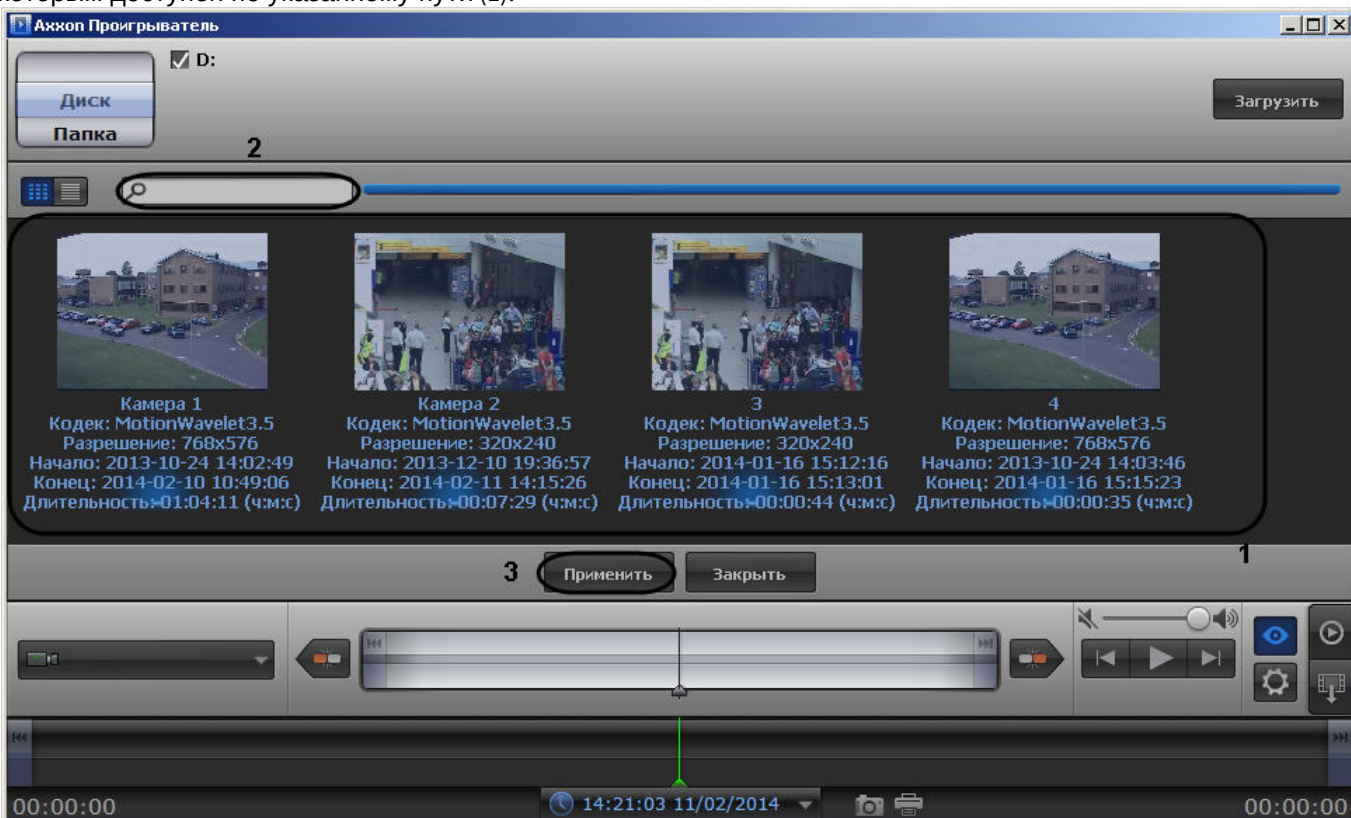 которым доступен по указанному пути (1).
Axxon Проигрыватель
D:
Диск
Папка
Загрузить
2
Камера 1
Кодек: MotionWavelet3.5
Разрешение: 768x576
Начало: 2013-10-24 14:02:49
Конец: 2014-02-10 10:49:06
Длительность: 01:04:11 (ч:м:с)
Камера 2
Кодек: MotionWavelet3.5
Разрешение: 320x240
Начало: 2013-12-10 19:36:57
Конец: 2014-02-11 14:15:26
Длительность: 00:07:29 (ч:м:с)
3
Кодек: MotionWavelet3.5
Разрешение: 320x240
Начало: 2014-01-16 15:12:16
Конец: 2014-01-16 15:13:01
Длительность: 00:00:44 (ч:м:с)
4
Кодек: MotionWavelet3.5
Разрешение: 768x576
Начало: 2013-10-24 14:03:46
Конец: 2014-01-16 15:15:23
Длительность: 00:00:35 (ч:м:с)
1
3
Применить
Закрыть
00:00:00
14:21:03 11/02/2014
00:00:00